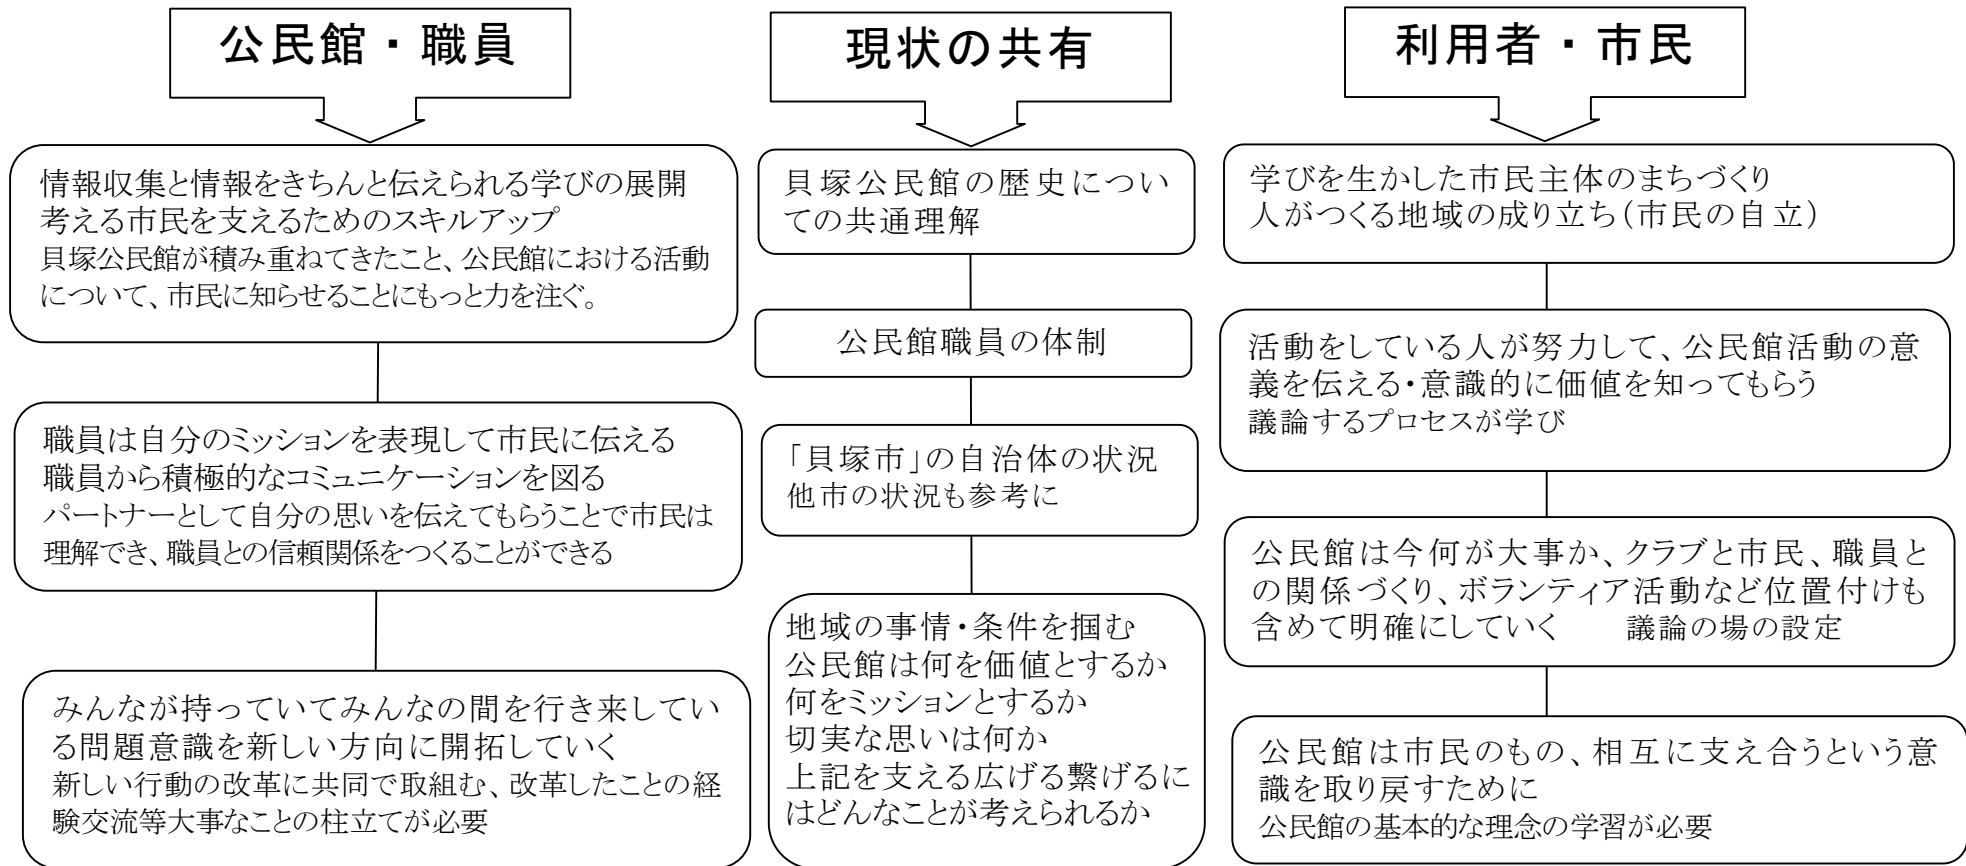 公民館・職員
情報収集と情報をきちんと伝えられる学びの展開
考える市民を支えるためのスキルアップ
貝塚公民館が積み重ねてきたこと、公民館における活動
について、市民に知らせることにもっと力を注ぐ。
職員は自分のミッションを表現して市民に伝える
職員から積極的なコミュニケーションを図る
パートナーとして自分の思いを伝えてもらうことで市民は
理解でき、職員との信頼関係をつくることができる
みんなが持っていてみんなの間を行き来してい
る問題意識を新しい方向に開拓していく
新しい行動の改革に共同で取組む、改革したことの経
験交流等大事なことの柱立てが必要
現状の共有
貝塚公民館の歴史につい
ての共通理解
公民館職員の体制
「貝塚市」の自治体の状況
他市の状況も参考に
地域の事情・条件を掴む
公民館は何を価値とするか
何をミッションとするか
切実な思いは何か
上記を支える広げる繋げるに
はどんなことが考えられるか
利用者・市民
学びを生かした市民主体のまちづくり
人がつくる地域の成り立ち(市民の自立)
活動をしている人が努力して、公民館活動の意
義を伝える・意識的に価値を知ってもらう
議論するプロセスが学び
公民館は今何が大事か、クラブと市民、職員と
の関係づくり、ボランティア活動など位置付けも
含めて明確にしていく　　議論の場の設定
公民館は市民のもの、相互に支え合うという意
識を取り戻すために
公民館の基本的な理念の学習が必要